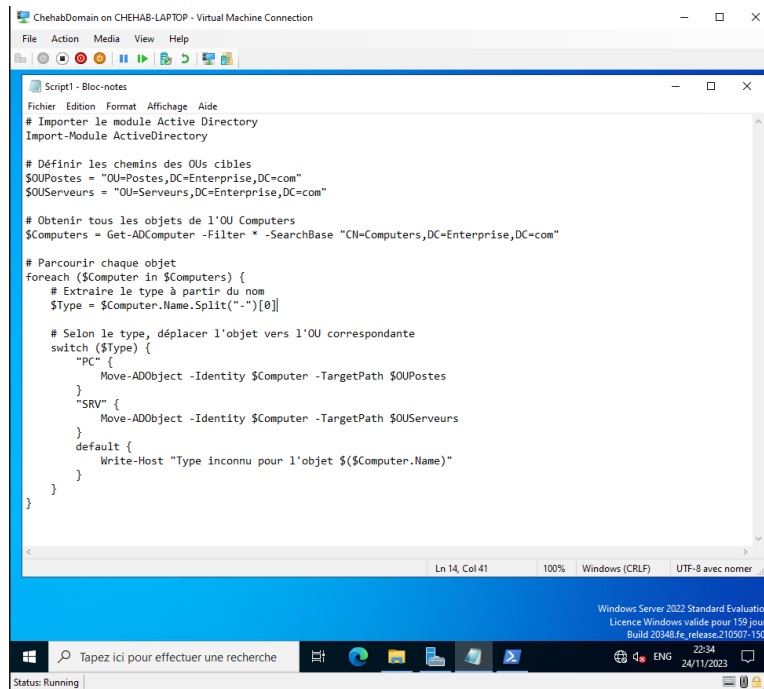 ChehabDomain on CHEHAB-LAPTOP - Virtual Machine Connection
File Action Media View Help
Script1 - Bloc-notes
Fichier Edition Format Affichage Aide
# Importer le module Active Directory
Import-Module ActiveDirectory
# Définir les chemins des OUs cibles
$OUPostes = "OU=Postes,DC=Enterprise,DC=com"
$OUServeurs = "OU=Serveurs,DC=Enterprise,DC=com"
# Obtenir tous les objets de l'OU Computers
$Computers = Get-ADComputer -Filter * -SearchBase "CN=Computers,DC=Enterprise,DC=com"
# Parcourir chaque objet
foreach ($Computer in $Computers) {
# Extraire le type à partir du nom
$Type = $Computer.Name.Split("-")[0]
# Selon le type, déplacer l'objet vers l'OU correspondante
switch ($Type) {
"PC" {
Move-ADObject -Identity $Computer -TargetPath $OUPostes
}
"SRV" {
Move-ADObject -Identity $Computer -TargetPath $OUServeurs
}
default {
Write-Host "Type inconnu pour l'objet $($Computer.Name)"
}
}
}
Ln 14, Col 41 100% Windows (CRLF) UTF-8 avec nomer
Windows Server 2022 Standard Evaluatio
Licence Windows valide pour 159 jou
Build 20348.fe_release.210507-150
Tapez ici pour effectuer une recherche
ENG
22:34
24/11/2023
Status: Running